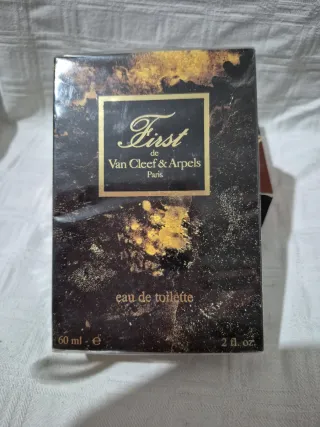 First
de
Van Cleef & Arpels
Paris
eau de toilette
60 ml - ℮
2 fl. oz.